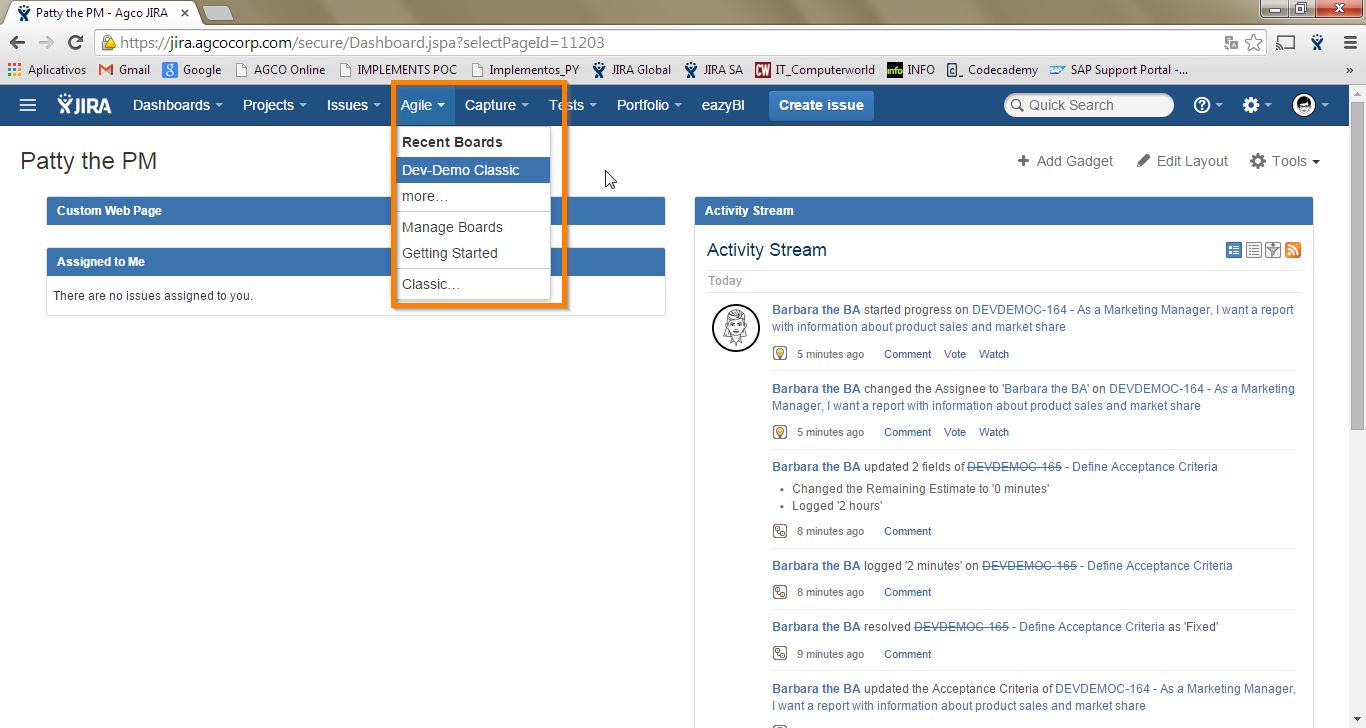 Patty the PM - Agco JIRA
https://jira.agcocorp.com/secure/Dashboard.jspa?selectPageId=11203
Aplicativos Gmail Google AGCO Online IMPLEMENTS POC Implementos_PY JIRA Global JIRA SA CW IT_Computerworld info INFO Codecademy SAP Support Portal -... »
JIRA Dashboards Projects Issues Agile Capture Tests Portfolio eazyBI Create issue Quick Search
Patty the PM
Add Gadget Edit Layout Tools
Recent Boards
Dev-Demo Classic
more...
Manage Boards
Getting Started
Classic...
Custom Web Page
Assigned to Me
There are no issues assigned to you.
Activity Stream
Activity Stream
Today
Barbara the BA started progress on DEVDEMOC-164 - As a Marketing Manager, I want a report
with information about product sales and market share
5 minutes ago Comment Vote Watch
Barbara the BA changed the Assignee to 'Barbara the BA' on DEVDEMOC-164 - As a Marketing
Manager, I want a report with information about product sales and market share
5 minutes ago Comment Vote Watch
Barbara the BA updated 2 fields of DEVDEMOC-165 - Define Acceptance Criteria
• Changed the Remaining Estimate to '0 minutes'
• Logged '2 hours'
8 minutes ago Comment
Barbara the BA logged '2 minutes' on DEVDEMOC-165 - Define Acceptance Criteria
8 minutes ago Comment
Barbara the BA resolved DEVDEMOC-165 - Define Acceptance Criteria as 'Fixed'
9 minutes ago Comment
Barbara the BA updated the Acceptance Criteria of DEVDEMOC-164 - As a Marketing Manager,
I want a report with information about product sales and market share